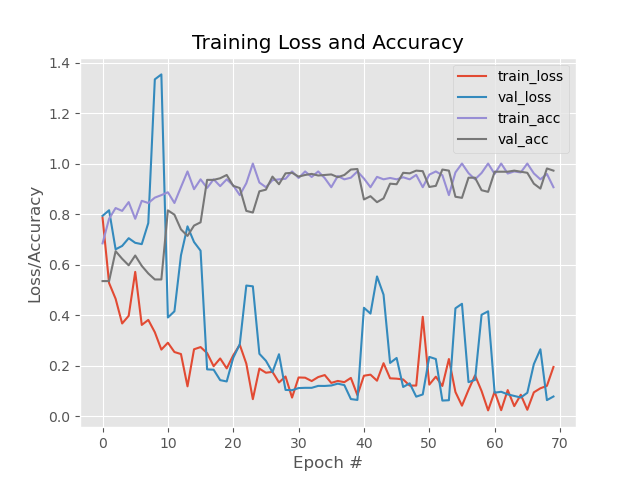 Training Loss and Accuracy
train_loss
val_loss
train_acc
val_acc
Loss/Accuracy
1.4
1.2
1.0
0.8
0.6
0.4
0.2
0.0
0 10 20 30 40 50 60 70
Epoch #